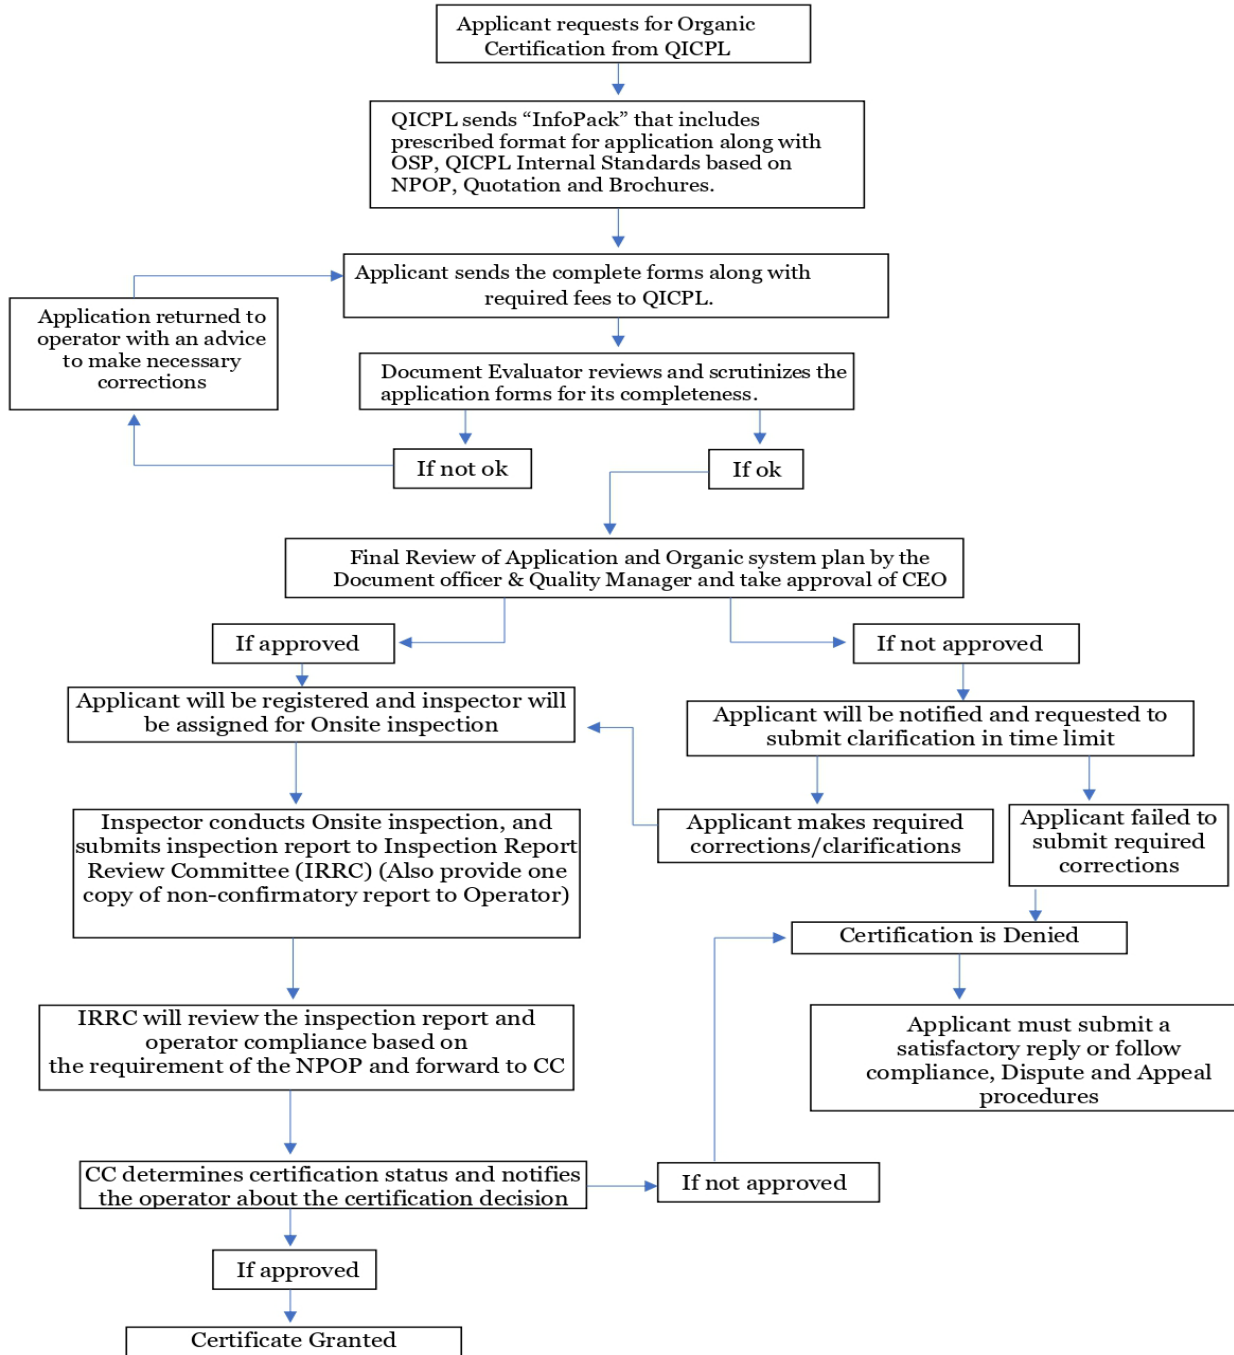 Applicant requests for Organic
Certification from QICPL
QICPL sends “InfoPack” that includes
prescribed format for application along with
OSP, QICPL Internal Standards based on
NPOP, Quotation and Brochures.
Applicant sends the complete forms along with
required fees to QICPL.
Application returned to
operator with an advice
to make necessary
corrections
Document Evaluator reviews and scrutinizes the
application forms for its completeness.
If not ok
If ok
Final Review of Application and Organic system plan by the
Document officer & Quality Manager and take approval of CEO
If approved
If not approved
Applicant will be registered and inspector will
be assigned for Onsite inspection
Applicant will be notified and requested to
submit clarification in time limit
Inspector conducts Onsite inspection, and
submits inspection report to Inspection Report
Review Committee (IRRC) (Also provide one
copy of non-confirmatory report to Operator)
Applicant makes required
corrections/clarifications
Applicant failed to
submit required
corrections
Certification is Denied
IRRC will review the inspection report and
operator compliance based on
the requirement of the NPOP and forward to CC
Applicant must submit a
satisfactory reply or follow
compliance, Dispute and Appeal
procedures
CC determines certification status and notifies
the operator about the certification decision
If not approved
If approved
Certificate Granted